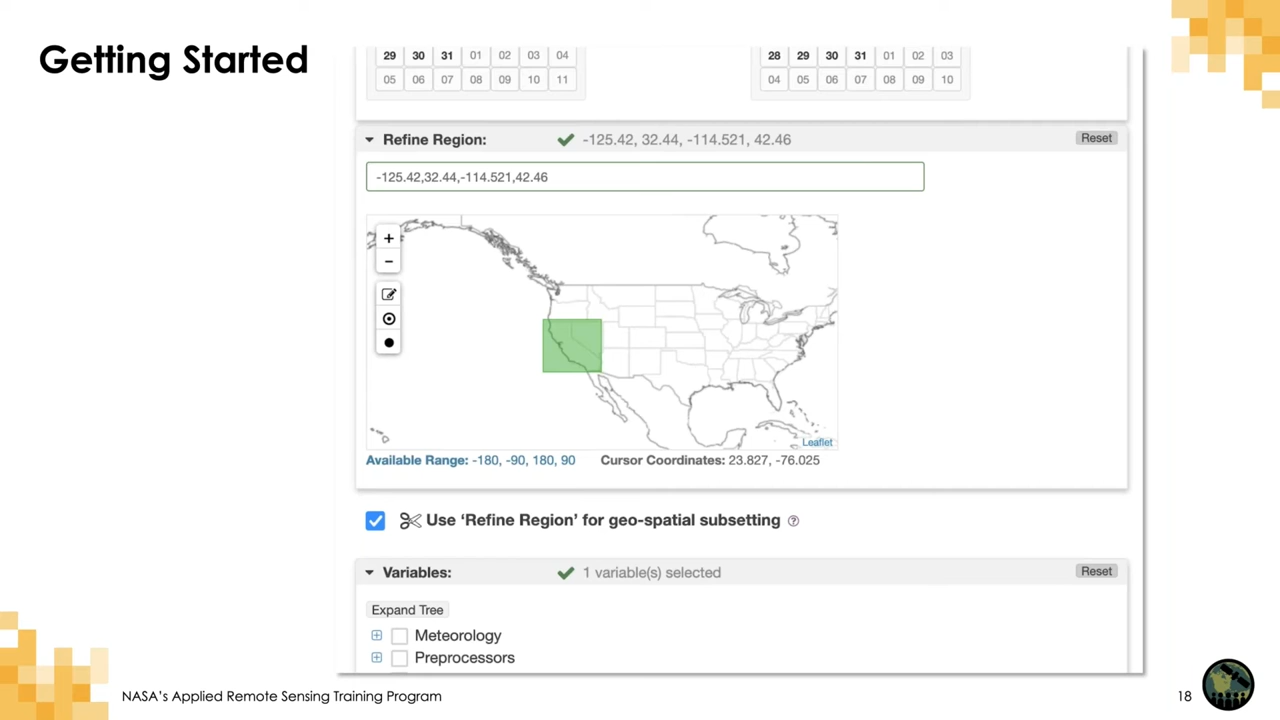 Getting Started
29 30 31 01 02 03 04
05 06 07 08 09 10 11
28 29 30 31 01 02 03
04 05 06 07 08 09 10
Refine Region: -125.42, 32.44, -114.521, 42.46 Reset
-125.42,32.44,-114.521,42.46
+
−
Leaflet
Available Range: -180, -90, 180, 90 Cursor Coordinates: 23.827, -76.025
Use ‘Refine Region’ for geo-spatial subsetting ?
Variables: 1 variable(s) selected Reset
Expand Tree
Meteorology
Preprocessors
NASA's Applied Remote Sensing Training Program 18